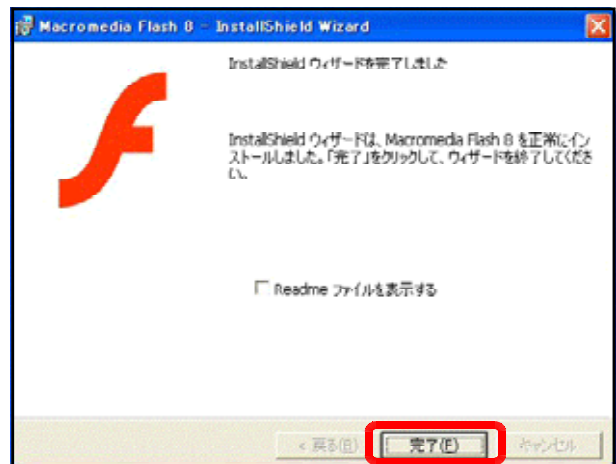 Macromedia Flash 8 - InstallShield Wizard
InstallShield ウィザードを完了しました
InstallShield ウィザードは、Macromedia Flash 8 を正常にイン
ストールしました。「完了」をクリックして、ウィザードを終了してくださ
い。
Readme ファイルを表示する
< 戻る(B)
完了(F)
キャンセル